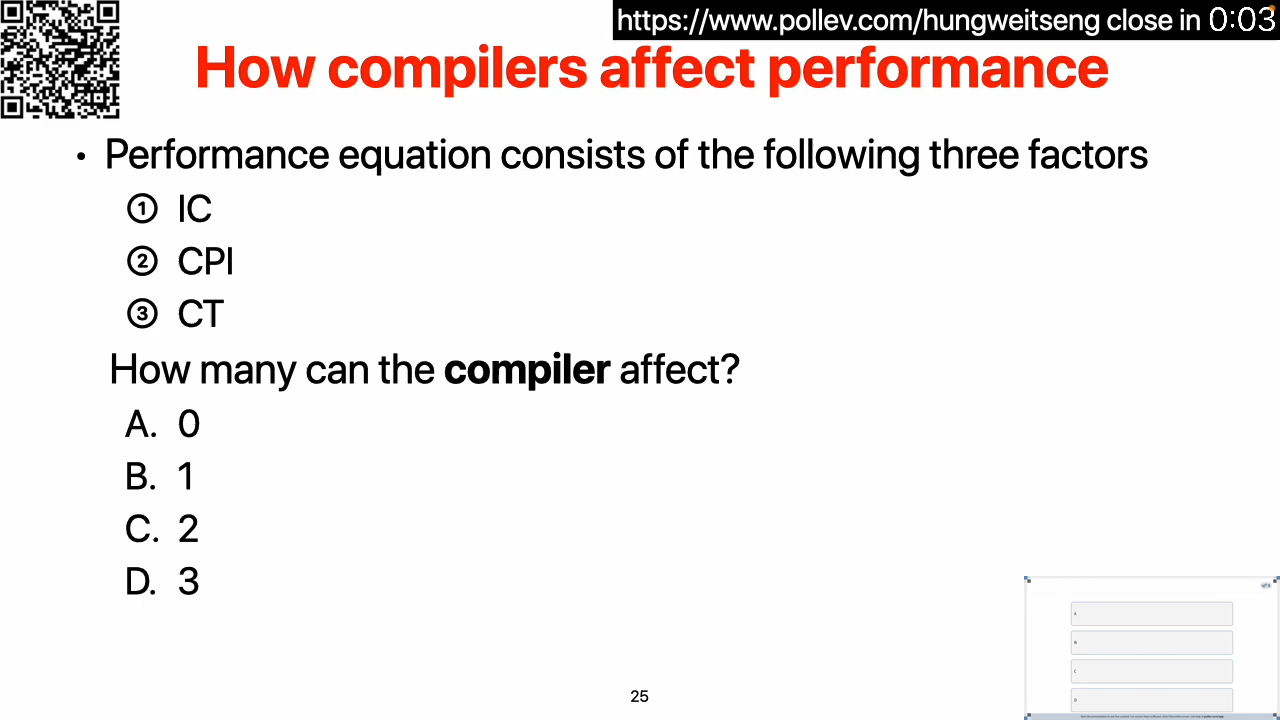 https://www.pollev.com/hungweitseng close in 0:03
How compilers affect performance
• Performance equation consists of the following three factors
① IC
② CPI
③ CT
How many can the compiler affect?
A. 0
B. 1
C. 2
D. 3
A
B
C
D
25